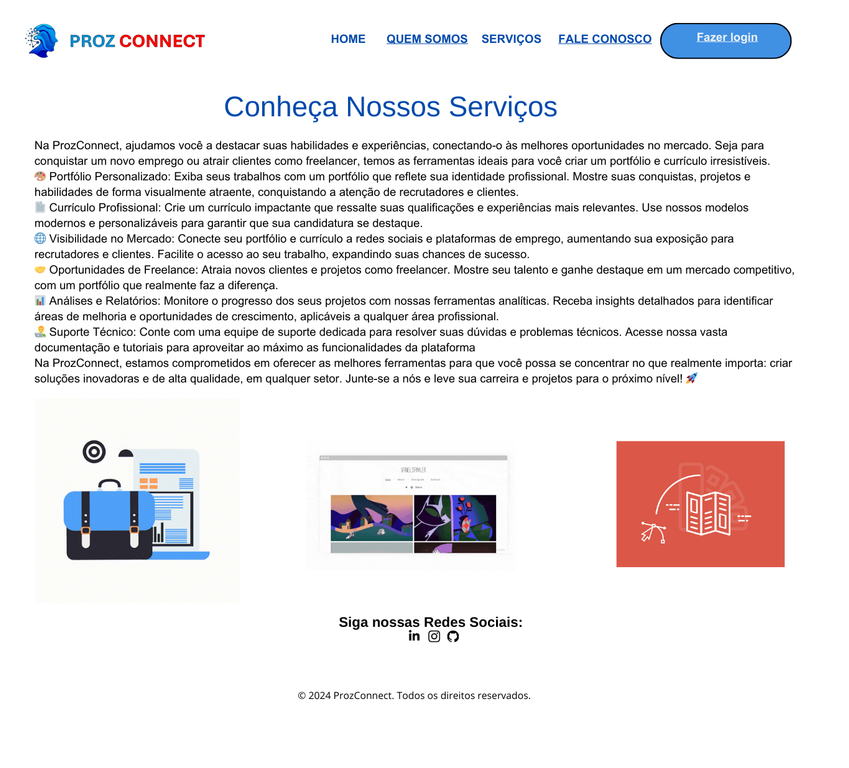 PROZ CONNECT
HOME QUEM SOMOS SERVIÇOS FALE CONOSCO Fazer login
Conheça Nossos Serviços
Na ProzConnect, ajudamos você a destacar suas habilidades e experiências, conectando-o às melhores oportunidades no mercado. Seja para
conquistar um novo emprego ou atrair clientes como freelancer, temos as ferramentas ideais para você criar um portfólio e currículo irresistíveis.
🎨 Portfólio Personalizado: Exiba seus trabalhos com um portfólio que reflete sua identidade profissional. Mostre suas conquistas, projetos e
habilidades de forma visualmente atraente, conquistando a atenção de recrutadores e clientes.
📄 Currículo Profissional: Crie um currículo impactante que ressalte suas qualificações e experiências mais relevantes. Use nossos modelos
modernos e personalizáveis para garantir que sua candidatura se destaque.
🌐 Visibilidade no Mercado: Conecte seu portfólio e currículo a redes sociais e plataformas de emprego, aumentando sua exposição para
recrutadores e clientes. Facilite o acesso ao seu trabalho, expandindo suas chances de sucesso.
🤝 Oportunidades de Freelance: Atraia novos clientes e projetos como freelancer. Mostre seu talento e ganhe destaque em um mercado competitivo,
com um portfólio que realmente faz a diferença.
📊 Análises e Relatórios: Monitore o progresso dos seus projetos com nossas ferramentas analíticas. Receba insights detalhados para identificar
áreas de melhoria e oportunidades de crescimento, aplicáveis a qualquer área profissional.
👨‍💻 Suporte Técnico: Conte com uma equipe de suporte dedicada para resolver suas dúvidas e problemas técnicos. Acesse nossa vasta
documentação e tutoriais para aproveitar ao máximo as funcionalidades da plataforma
Na ProzConnect, estamos comprometidos em oferecer as melhores ferramentas para que você possa se concentrar no que realmente importa: criar
soluções inovadoras e de alta qualidade, em qualquer setor. Junte-se a nós e leve sua carreira e projetos para o próximo nível! 🚀
Siga nossas Redes Sociais:
© 2024 ProzConnect. Todos os direitos reservados.